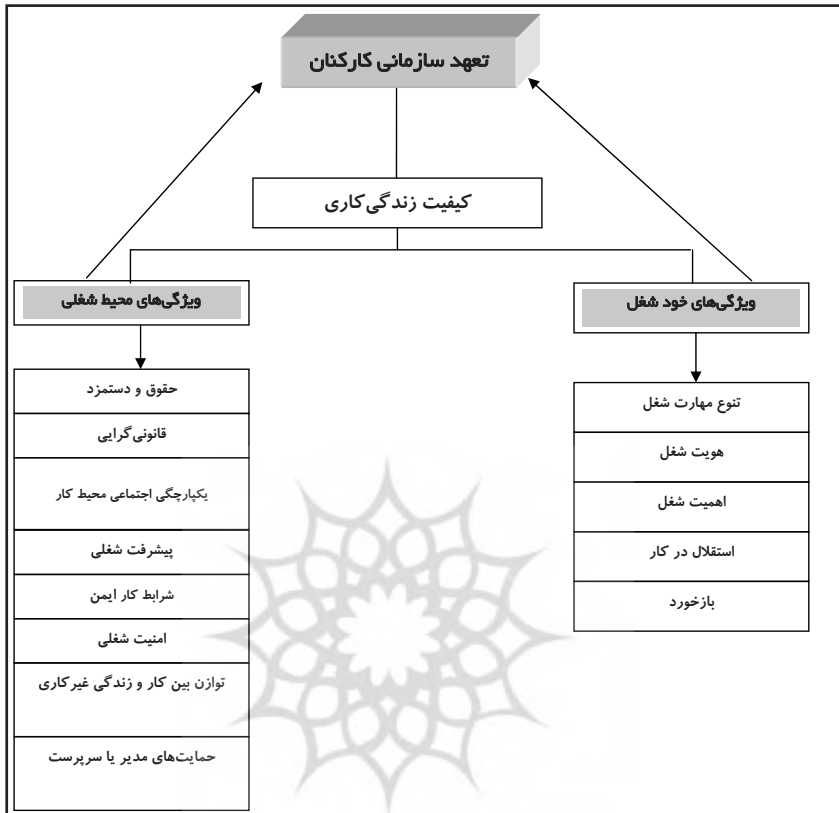 تعهد سازمانی کارکنان
کیفیت زندگی کاری
ویژگی‌های خود شغل
تنوع مهارت شغل
هویت شغل
اهمیت شغل
استقلال در کار
بازخورد
ویژگی‌های محیط شغلی
حقوق و دستمزد
قانونی‌گرایی
یکپارچگی اجتماعی محیط کار
پیشرفت شغلی
شرابط کار ایمن
امنیت شغلی
توازن بین کار و زندگی غیرکاری
حمایت‌های مدیر یا سرپرست